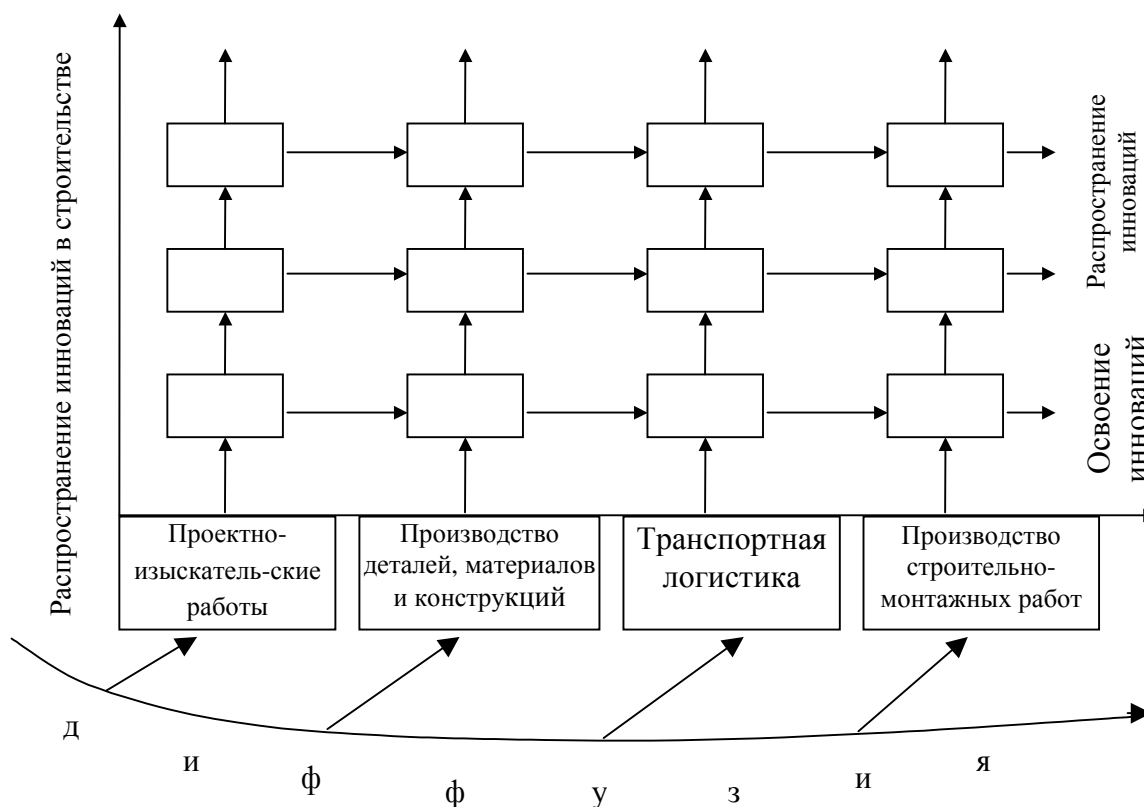 Распространение инноваций в строительстве
Распространение
инноваций
Освоение
инноваций
Проектно-
изыскатель-ские
работы
Производство
деталей, материалов
и конструкций
Транспортная
логистика
Производство
строительно-
монтажных работ
д и ф ф у з и я